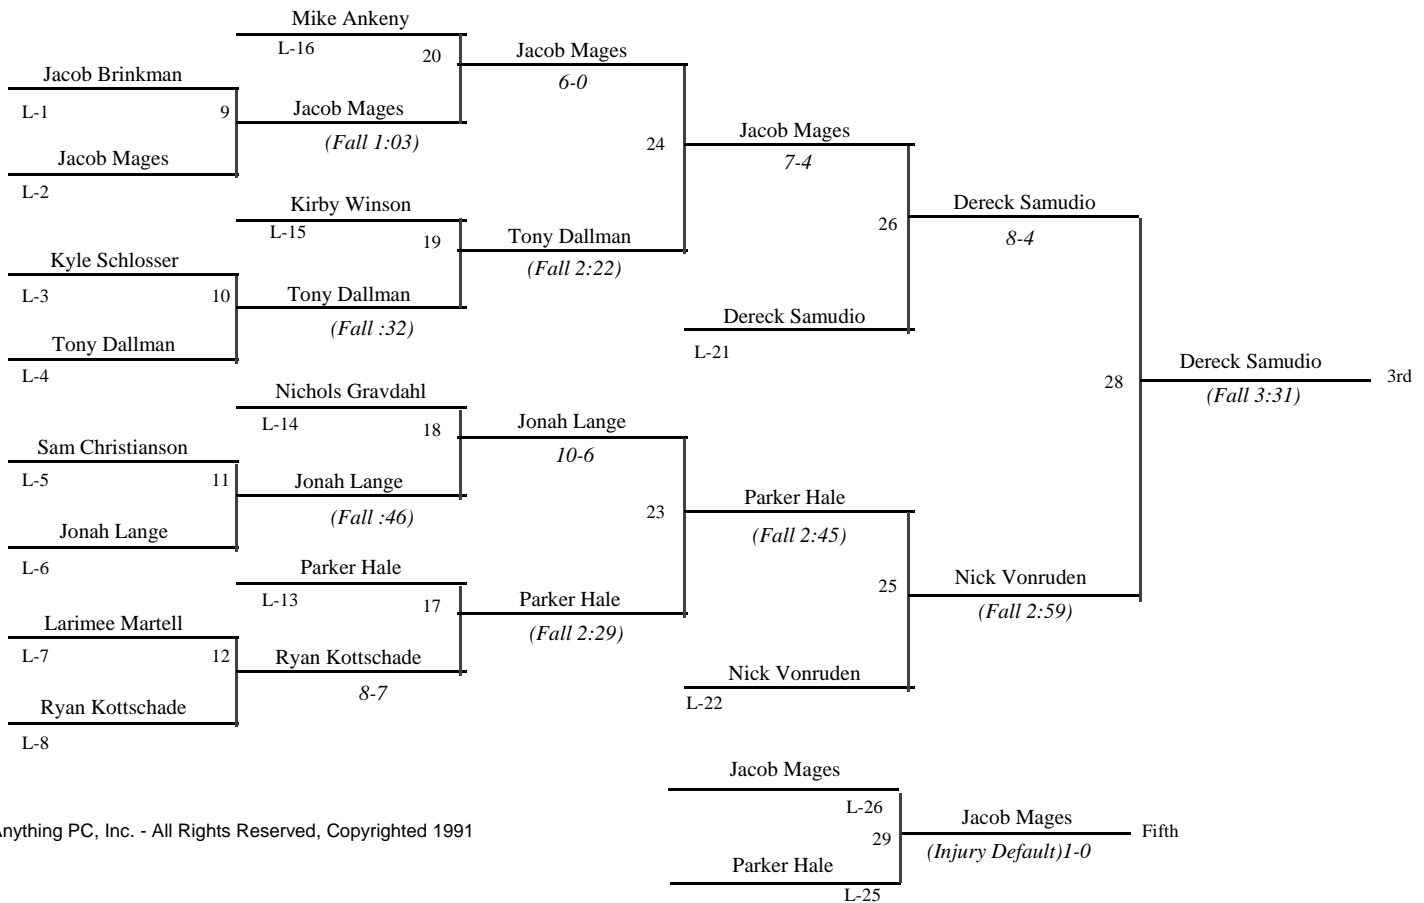 Mike Ankeny
L-16
20
Jacob Mages
6-0
Jacob Brinkman
L-1
9
Jacob Mages
(Fall 1:03)
Jacob Mages
L-2
24
Jacob Mages
7-4
Kirby Winson
L-15
19
Tony Dallman
(Fall 2:22)
Kyle Schlosser
L-3
10
Tony Dallman
(Fall :32)
Tony Dallman
L-4
26
Dereck Samudio
8-4
Dereck Samudio
L-21
28
Dereck Samudio
(Fall 3:31)
3rd
Nichols Gravdahl
L-14
18
Jonah Lange
10-6
Sam Christianson
L-5
11
Jonah Lange
(Fall :46)
Jonah Lange
L-6
23
Parker Hale
(Fall 2:45)
Parker Hale
L-13
17
Parker Hale
(Fall 2:29)
Larimee Martell
L-7
12
Ryan Kottschade
8-7
Ryan Kottschade
L-8
25
Nick Vonruden
(Fall 2:59)
Nick Vonruden
L-22
Jacob Mages
L-26
29
Jacob Mages
(Injury Default)1-0
Fifth
Parker Hale
L-25
nything PC, Inc. - All Rights Reserved, Copyrighted 1991